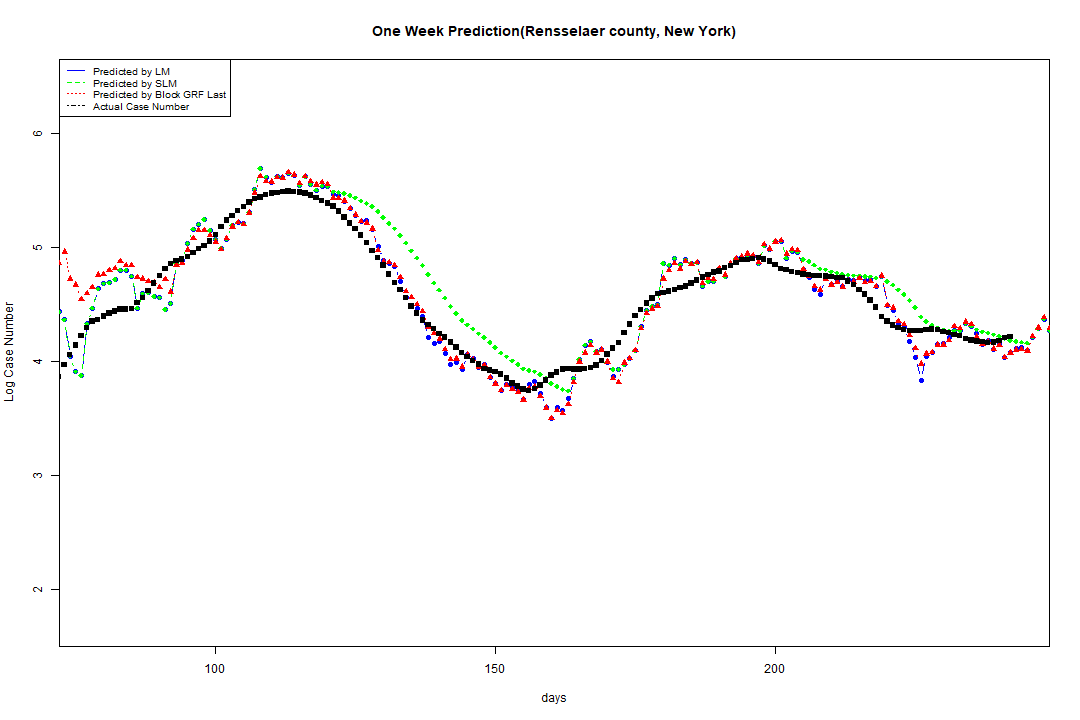 One Week Prediction(Rensselaer county, New York)
Predicted by LM
Predicted by SLM
Predicted by Block GRF Last
Actual Case Number
6
5
4
3
2
Log Case Number
100 150 200
days